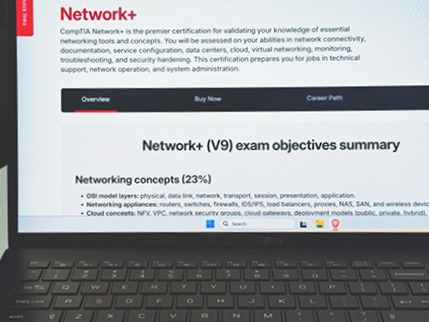 Network+
CompTIA Network+ is the premier certification for validating your knowledge of essential
networking tools and concepts. You will be assessed on your abilities in network connectivity,
documentation, service configuration, data centers, cloud, virtual networking, monitoring,
troubleshooting, and security hardening. This certification prepares you for jobs in technical
support, network operation, and system administration.
Overview
Buy Now
Career Path
Network+ (V9) exam objectives summary
Networking concepts (23%)
• OSI model layers: physical, data link, network, transport, session, presentation, application.
• Networking appliances: routers, switches, firewalls, IDS/IPS, load balancers, proxies, NAS, SAN, and wireless
• Cloud concepts: NFV, VPC, network security groups, cloud gateways, deployment models (public, private, hybrid),
Search
LG